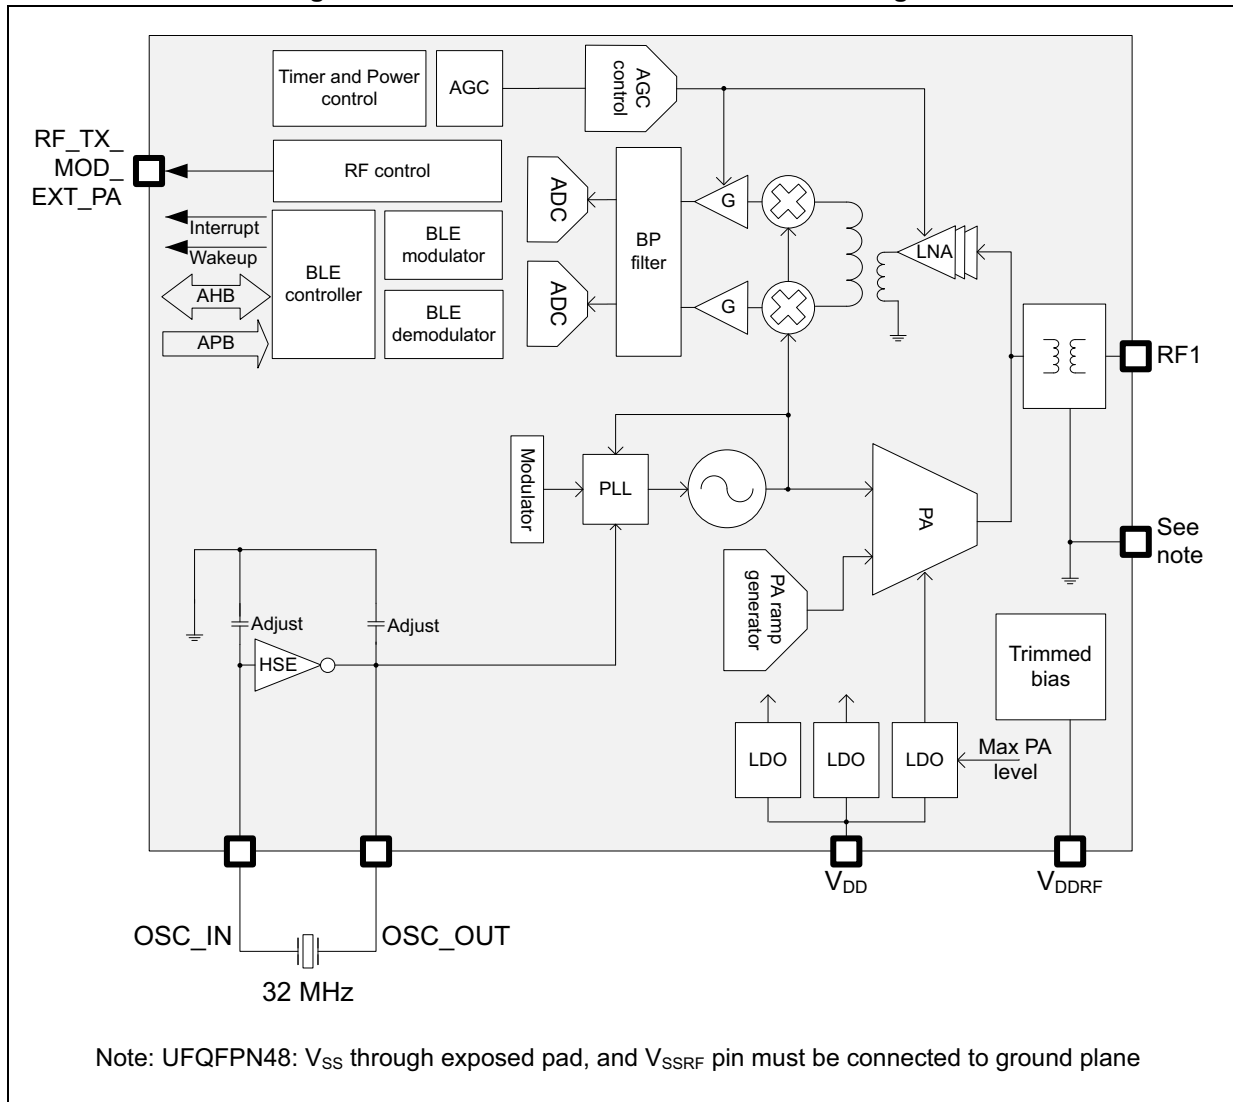 Timer and Power
control
AGC
AGC
control
RF_TX_
MOD_
EXT_PA
RF control
ADC
ADC
BP
filter
G
G
LNA
Interrupt
Wakeup
AHB
APB
BLE
controller
BLE
modulator
BLE
demodulator
RF1
Modulator
PLL
PA
See
note
PA ramp
generator
Adjust
Adjust
HSE
Trimmed
bias
LDO
LDO
LDO
Max PA
level
VDD
VDDRF
OSC_IN
OSC_OUT
32 MHz
Note: UFQFPN48: VSS through exposed pad, and VSSRF pin must be connected to ground plane